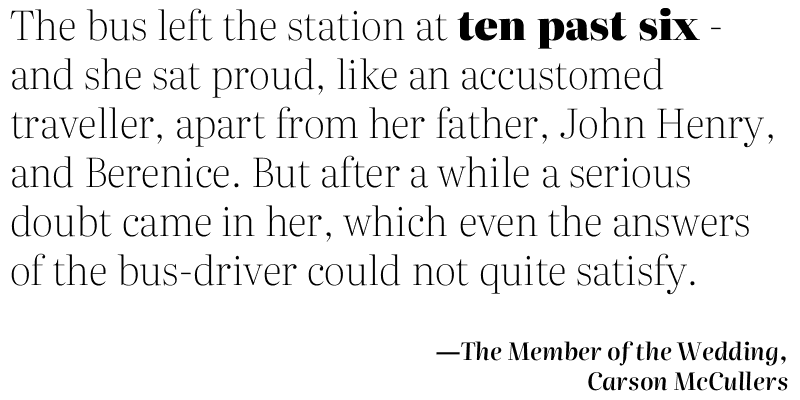 The bus left the station at ten past six -
and she sat proud, like an accustomed
traveller, apart from her father, John Henry,
and Berenice. But after a while a serious
doubt came in her, which even the answers
of the bus-driver could not quite satisfy.
—The Member of the Wedding,
Carson McCullers